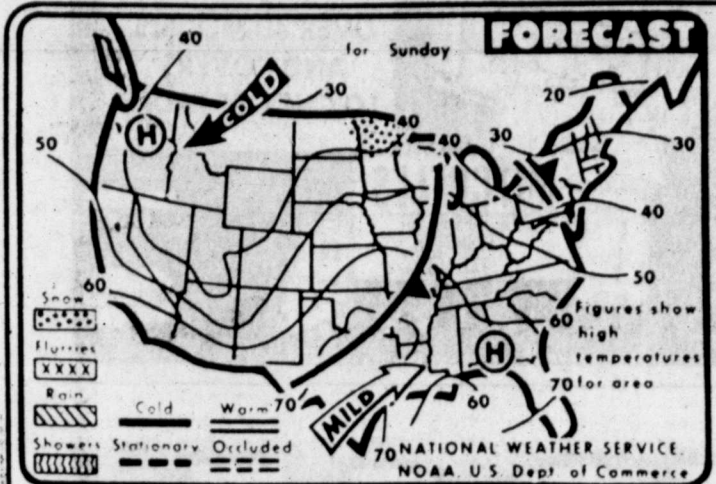 FORECAST
for Sunday
40
COLD
30
20
H
40
40
30
30
50
40
50
60
60
Snow
Flurries
XXXX
Rain
Showers
Cold
Warm
Stationary
Occluded
70
MILD
70
H
60
70
Figures show
high
temperatures
for area
NATIONAL WEATHER SERVICE,
NOAA, U.S. Dept. of Commerce